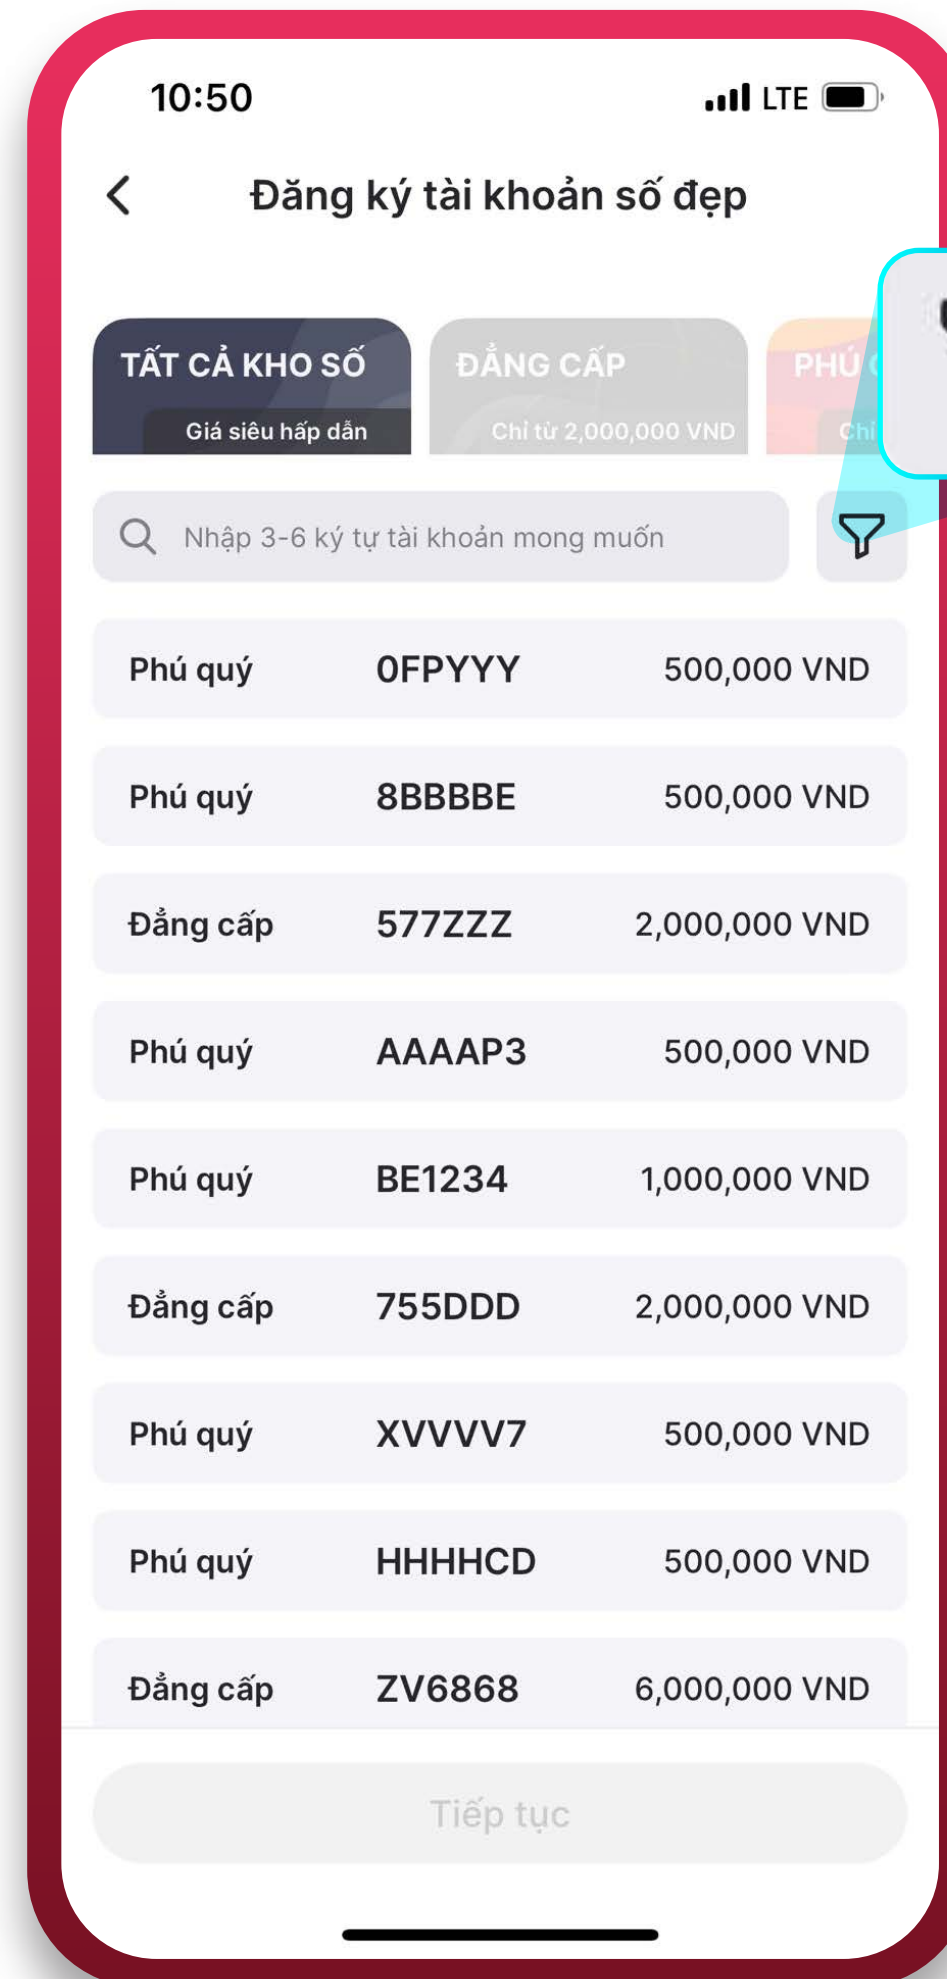 10:50 LTE
Đăng ký tài khoản số đẹp
TẤT CẢ KHO SỐ ĐẲNG CẤP PHÚ
Giá siêu hấp dẫn Chỉ từ 2,000,000 VND Chỉ
Nhập 3-6 ký tự tài khoản mong muốn
Phú quý 0FPYYY 500,000 VND
Phú quý 8BBBBE 500,000 VND
Đẳng cấp 577ZZZ 2,000,000 VND
Phú quý AAAAP3 500,000 VND
Phú quý BE1234 1,000,000 VND
Đẳng cấp 755DDD 2,000,000 VND
Phú quý XVVVV7 500,000 VND
Phú quý HHHHCD 500,000 VND
Đẳng cấp ZV6868 6,000,000 VND
Tiếp tục